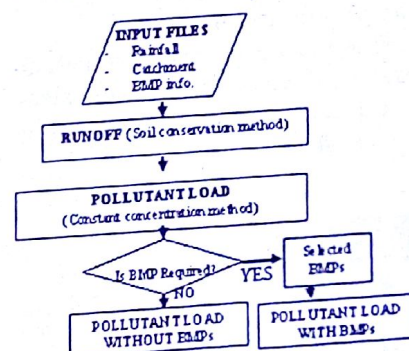 INPUT FILES
- Rainfall
- Catchment
- BMP info.
RUNOFF (Soil conservation method)
POLLUTANT LOAD
(Constant concentration method)
Is BMP Required?
YES
Selected
BMPs
NO
POLLUTANT LOAD
WITHOUT BMPs
POLLUTANT LOAD
WITH BMPs